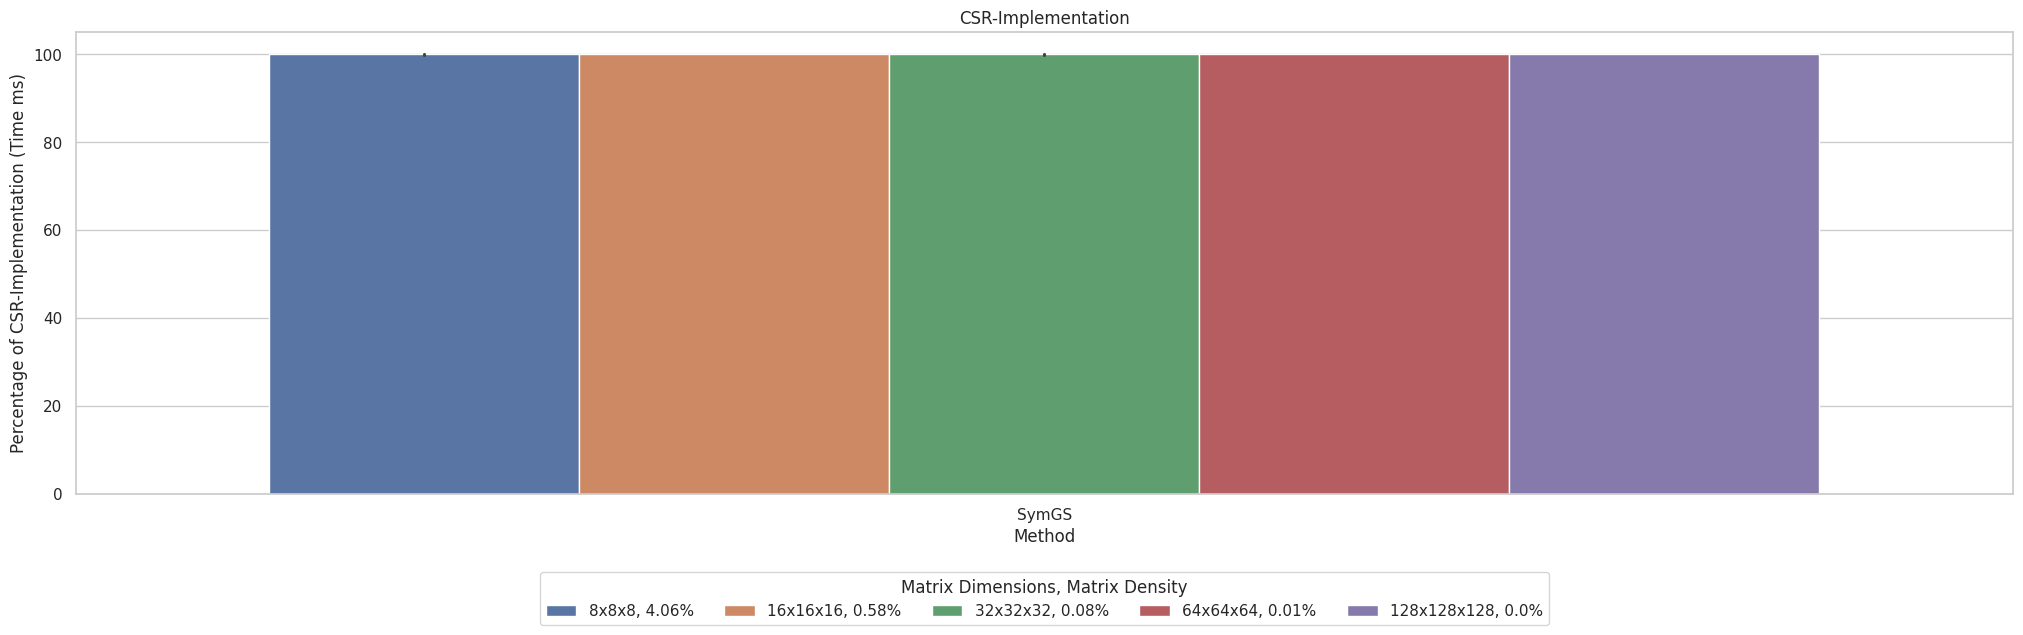 CSR-Implementation
Percentage of CSR-Implementation (Time ms)
100
80
60
40
20
0
SymGS
Method
Matrix Dimensions, Matrix Density
8x8x8, 4.06% 16x16x16, 0.58% 32x32x32, 0.08% 64x64x64, 0.01% 128x128x128, 0.0%